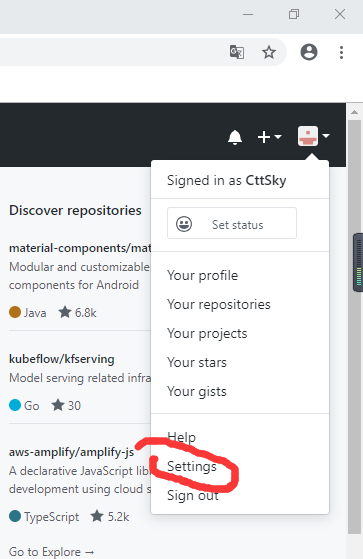 Signed in as CttSky
Set status
Discover repositories
Your profile
material-components/mat
Modular and customizable
components for Android
Java 6.8k
Your repositories
Your projects
kubeflow/kfserving
Model serving related infra
Go 30
Your stars
Your gists
Help
aws-amplify/amplify-js
A declarative JavaScript lib
development using cloud s
TypeScript 5.2k
Settings
Sign out
Go to Explore →